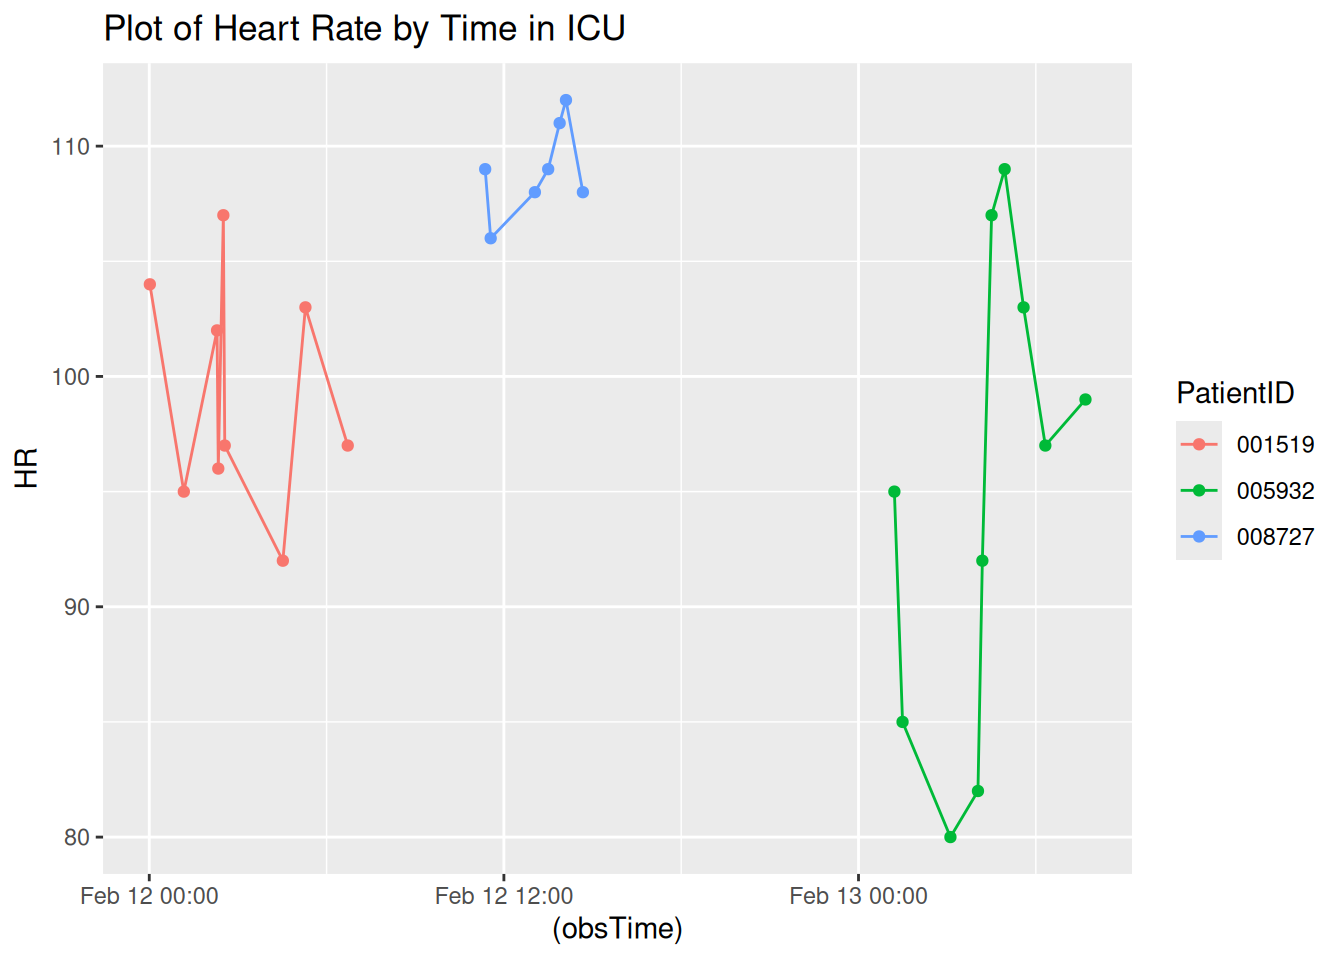 Plot of Heart Rate by Time in ICU
110
100
90
80
HR
Feb 12 00:00
Feb 12 12:00
Feb 13 00:00
(obsTime)
PatientID
001519
005932
008727